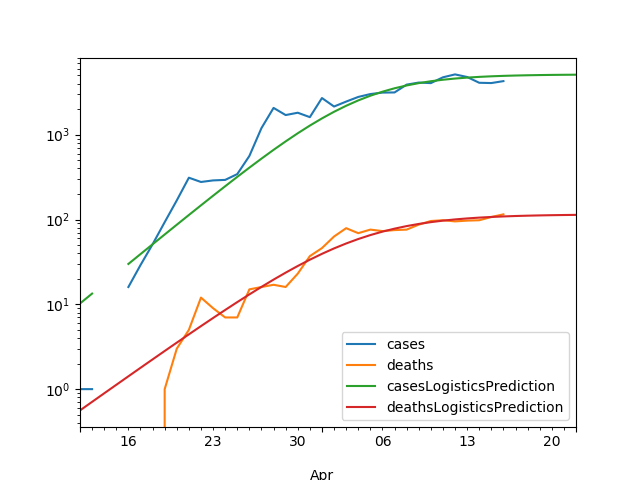 10³
10²
10¹
10⁰
cases
deaths
casesLogisticsPrediction
deathsLogisticsPrediction
16 23 30 06 13 20
Apr